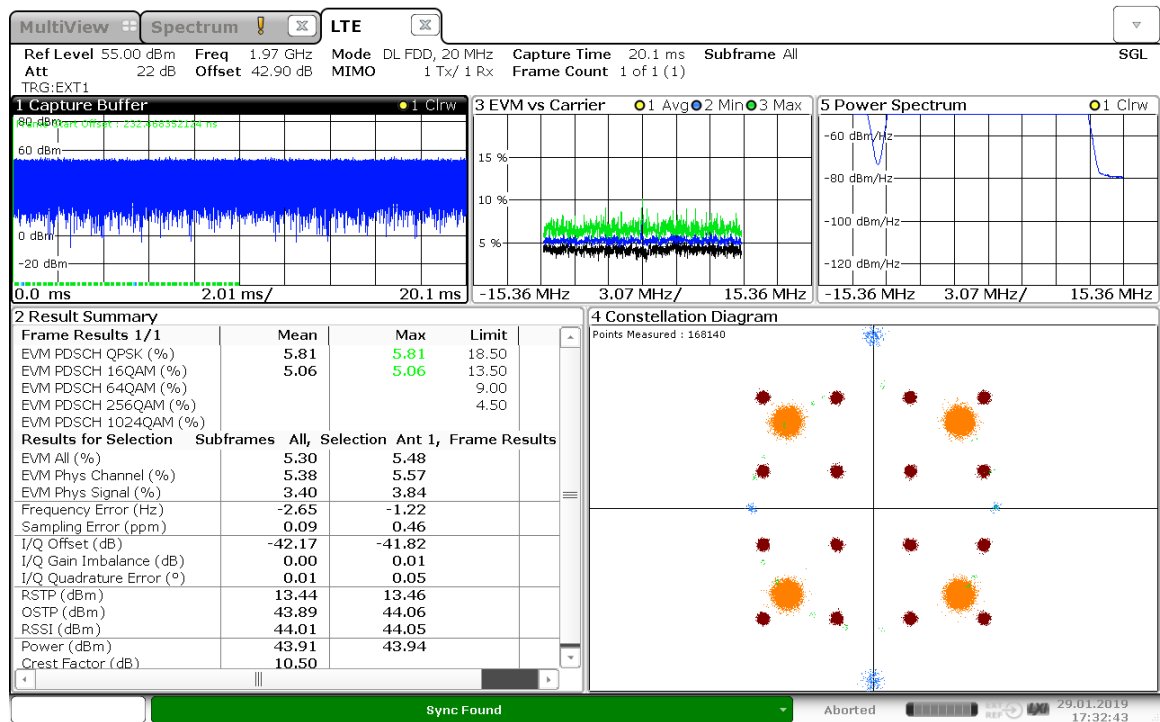 MultiView Spectrum LTE
Ref Level 55.00 dBm Freq 1.97 GHz Mode DL FDD, 20 MHz Capture Time 20.1 ms Subframe All SGL
Att 22 dB Offset 42.90 dB MIMO 1 Tx/ 1 Rx Frame Count 1 of 1 (1)
TRG:EXT1
1 Capture Buffer 1 Clrw
80 dBm
Frame Start Offset : 232.468352124 ns
60 dBm
0 dBm
-20 dBm
0.0 ms 2.01 ms/ 20.1 ms
3 EVM vs Carrier 1 Avg 2 Min 3 Max
15 %
10 %
5 %
-15.36 MHz 3.07 MHz/ 15.36 MHz
5 Power Spectrum 1 Clrw
-60 dBm/Hz
-80 dBm/Hz
-100 dBm/Hz
-120 dBm/Hz
-15.36 MHz 3.07 MHz/ 15.36 MHz
2 Result Summary
Frame Results 1/1 Mean Max Limit
EVM PDSCH QPSK (%) 5.81 5.81 18.50
EVM PDSCH 16QAM (%) 5.06 5.06 13.50
EVM PDSCH 64QAM (%) 9.00
EVM PDSCH 256QAM (%) 4.50
EVM PDSCH 1024QAM (%)
Results for Selection Subframes All, Selection Ant 1, Frame Results
EVM All (%) 5.30 5.48
EVM Phys Channel (%) 5.38 5.57
EVM Phys Signal (%) 3.40 3.84
Frequency Error (Hz) -2.65 -1.22
Sampling Error (ppm) 0.09 0.46
I/Q Offset (dB) -42.17 -41.82
I/Q Gain Imbalance (dB) 0.00 0.01
I/Q Quadrature Error (°) 0.01 0.05
RSTP (dBm) 13.44 13.46
OSTP (dBm) 43.89 44.06
RSSI (dBm) 44.01 44.05
Power (dBm) 43.91 43.94
Crest Factor (dB) 10.50
4 Constellation Diagram
Points Measured : 168140
Sync Found
Aborted
EXT
REF
LXI
29.01.2019
17:32:43